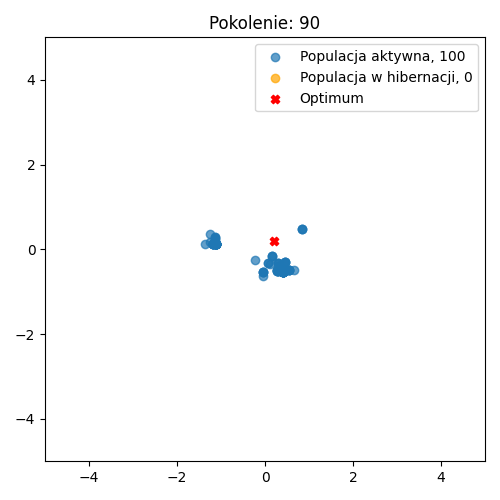 Pokolenie: 90
Populacja aktywna, 100
Populacja w hibernacji, 0
Optimum
4
2
0
−2
−4
−4 −2 0 2 4